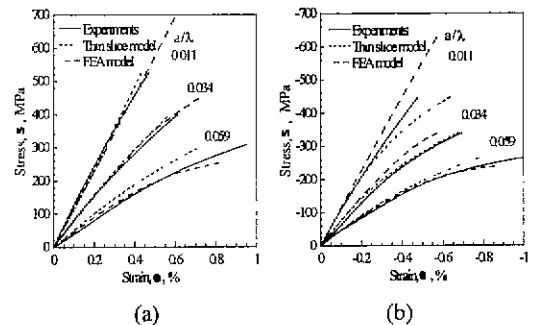 700
600
500
400
300
200
100
0
Stress, s, MPa
Experiments
Thin slice model
FEA model
a/λ
0.011
0.034
0.059
0 0.2 0.4 0.6 0.8 1
Strain, e, %
(a)
-700
-600
-500
-400
-300
-200
-100
0
Stress, s, MPa
Experiments
Thin slice model
FEA model
a/λ
0.011
0.034
0.059
0 -0.2 -0.4 -0.6 -0.8 -1
Strain, e, %
(b)